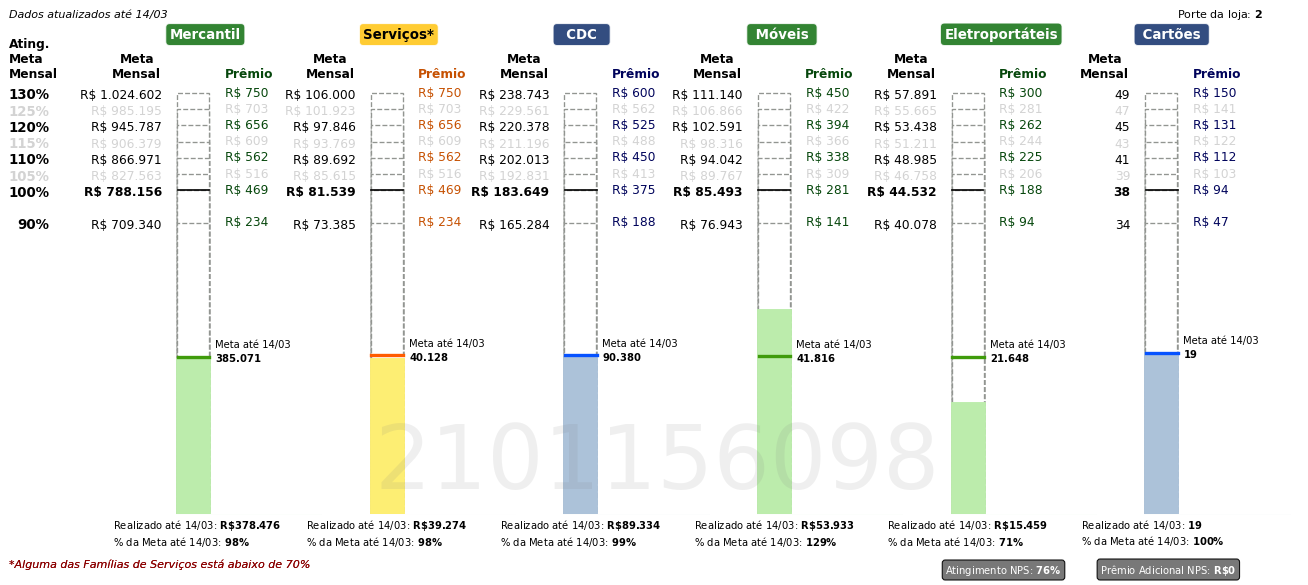 Dados atualizados até 14/03
Porte da loja: 2
Mercantil Serviços* CDC Móveis Eletroportáteis Cartões
Ating. Meta Mensal
Meta Mensal Prêmio Meta Mensal Prêmio Meta Mensal Prêmio Meta Mensal Prêmio Meta Mensal Prêmio Meta Mensal Prêmio
130% R$ 1.024.602 R$ 750 R$ 106.000 R$ 750 R$ 238.743 R$ 600 R$ 111.140 R$ 450 R$ 57.891 R$ 300 49 R$ 150
125% R$ 985.195 R$ 703 R$ 101.923 R$ 703 R$ 229.561 R$ 562 R$ 106.866 R$ 422 R$ 55.665 R$ 281 47 R$ 141
120% R$ 945.787 R$ 656 R$ 97.846 R$ 656 R$ 220.378 R$ 525 R$ 102.591 R$ 394 R$ 53.438 R$ 262 45 R$ 131
115% R$ 906.379 R$ 609 R$ 93.769 R$ 609 R$ 211.196 R$ 488 R$ 98.316 R$ 366 R$ 51.211 R$ 244 43 R$ 122
110% R$ 866.971 R$ 562 R$ 89.692 R$ 562 R$ 202.013 R$ 450 R$ 94.042 R$ 338 R$ 48.985 R$ 225 41 R$ 112
105% R$ 827.563 R$ 516 R$ 85.615 R$ 516 R$ 192.831 R$ 413 R$ 89.767 R$ 309 R$ 46.758 R$ 206 39 R$ 103
100% R$ 788.156 R$ 469 R$ 81.539 R$ 469 R$ 183.649 R$ 375 R$ 85.493 R$ 281 R$ 44.532 R$ 188 38 R$ 94
90% R$ 709.340 R$ 234 R$ 73.385 R$ 234 R$ 165.284 R$ 188 R$ 76.943 R$ 141 R$ 40.078 R$ 94 34 R$ 47
Meta até 14/03 Meta até 14/03 Meta até 14/03 Meta até 14/03 Meta até 14/03 Meta até 14/03
385.071 40.128 90.380 41.816 21.648 19
2101156098
Realizado até 14/03: R$378.476 Realizado até 14/03: R$39.274 Realizado até 14/03: R$89.334 Realizado até 14/03: R$53.933 Realizado até 14/03: R$15.459 Realizado até 14/03: 19
% da Meta até 14/03: 98% % da Meta até 14/03: 98% % da Meta até 14/03: 99% % da Meta até 14/03: 129% % da Meta até 14/03: 71% % da Meta até 14/03: 100%
*Alguma das Famílias de Serviços está abaixo de 70%
Atingimento NPS: 76% Prêmio Adicional NPS: R$0